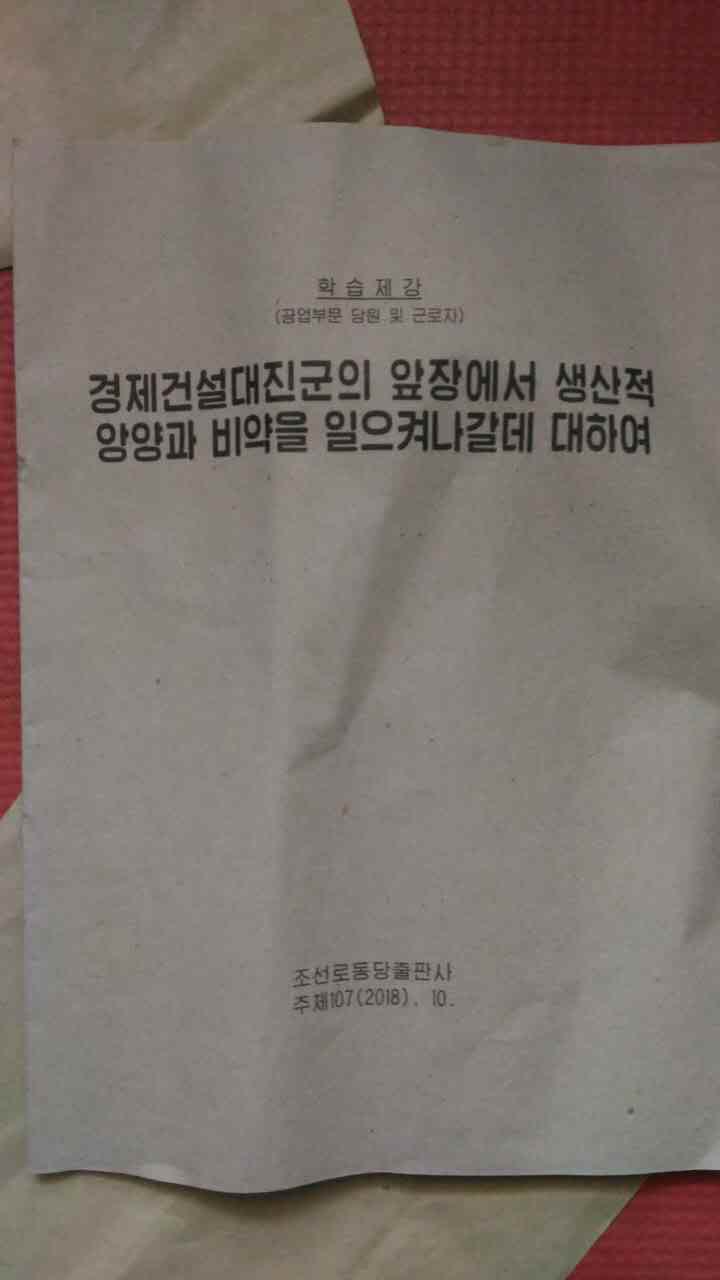 학 습 제 강
(공업부문 당원 및 근로자)
경제건설대진군의 앞장에서 생산적
앙양과 비약을 일으켜나갈데 대하여
조선로동당출판사
주체107(2018). 10.